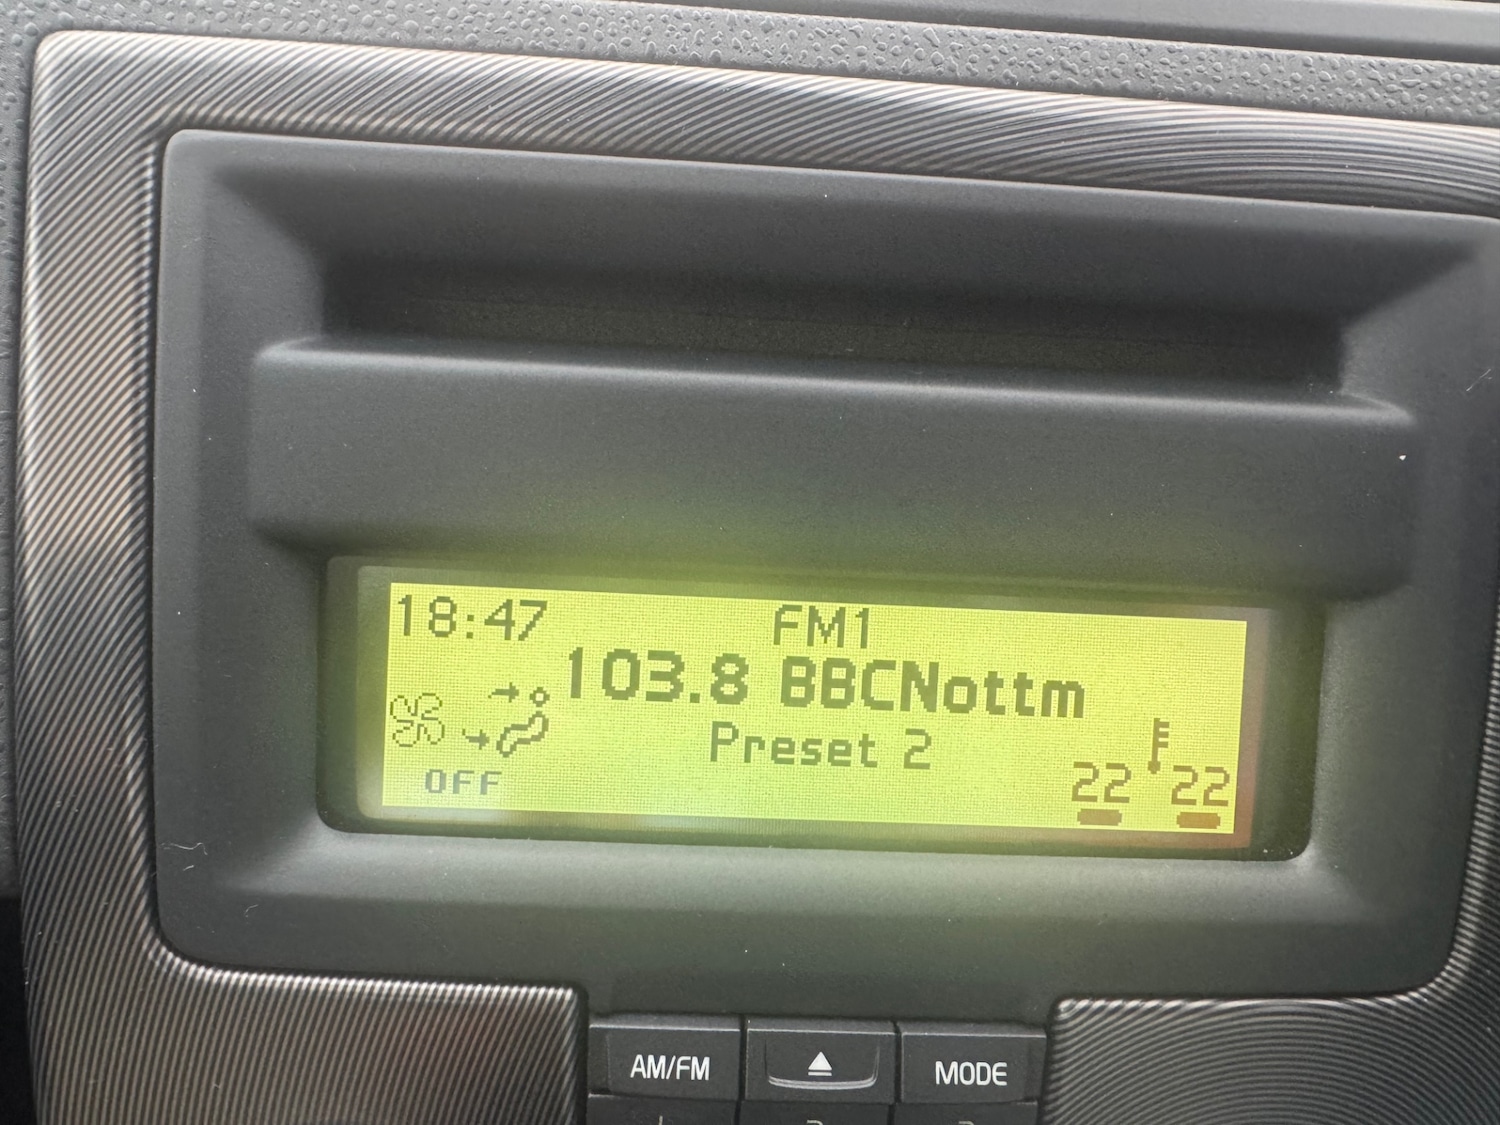 18:47
FM1
103.8 BBCNottm
Preset 2
OFF
22 22
AM/FM
MODE